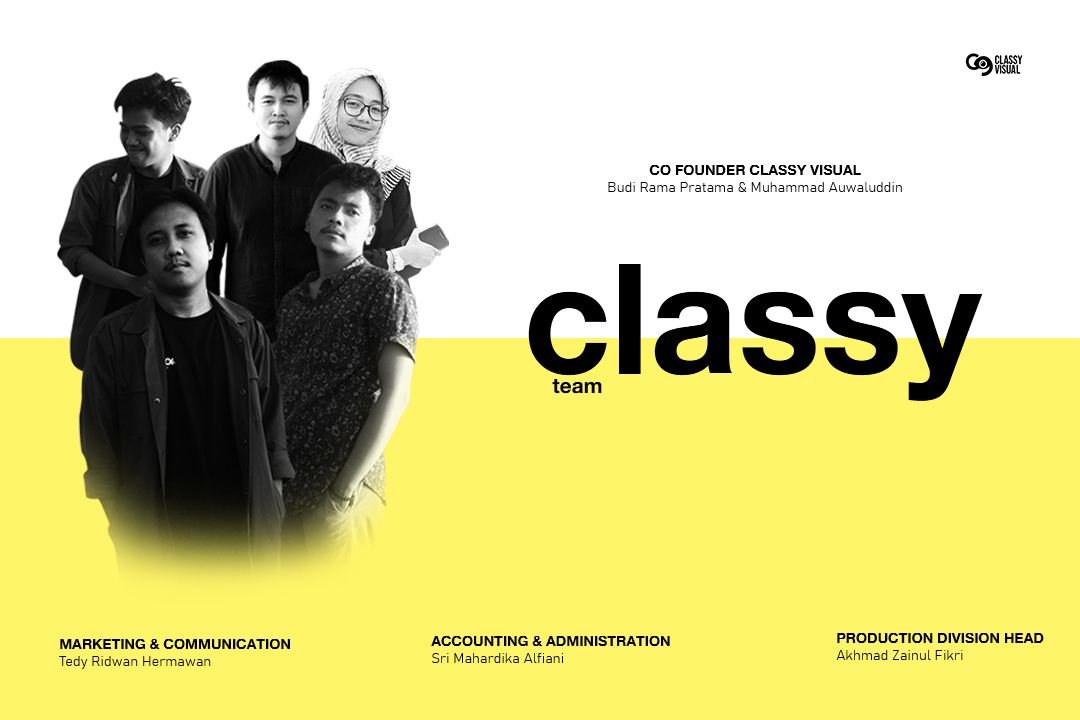 CLASSY
VISUAL
CO FOUNDER CLASSY VISUAL
Budi Rama Pratama & Muhammad Auwaluddin
classy
team
MARKETING & COMMUNICATION
Tedy Ridwan Hermawan
ACCOUNTING & ADMINISTRATION
Sri Mahardika Alfiani
PRODUCTION DIVISION HEAD
Akhmad Zainul Fikri